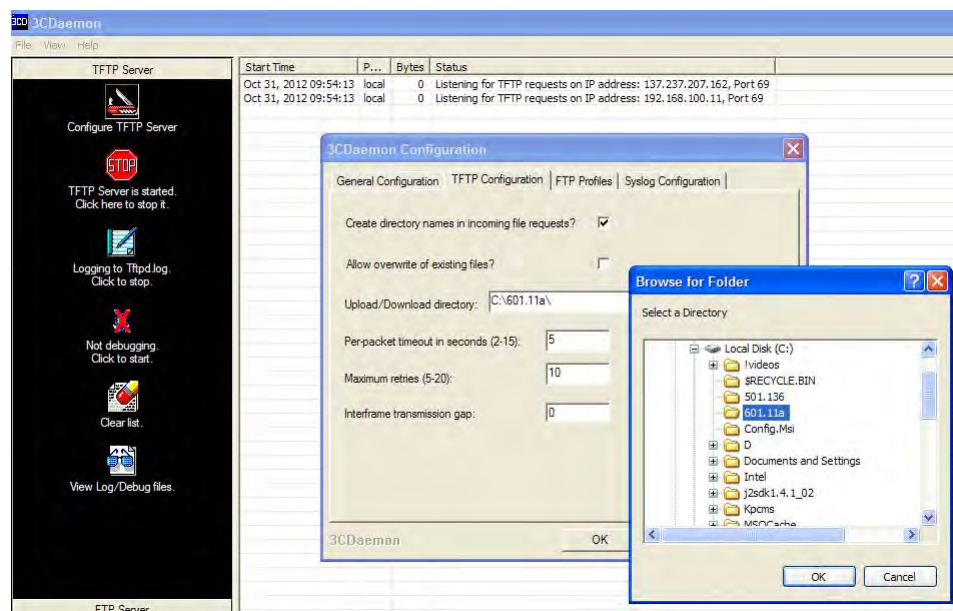 3CD 3CDaemon
File View Help
TFTP Server
Configure TFTP Server
STOP
TFTP Server is started.
Click here to stop it.
Logging to Tftpd.log.
Click to stop.
Not debugging.
Click to start.
Clear list.
View Log/Debug files.
FTP Server
Start Time P... Bytes Status
Oct 31, 2012 09:54:13 local 0 Listening for TFTP requests on IP address: 137.237.207.162, Port 69
Oct 31, 2012 09:54:13 local 0 Listening for TFTP requests on IP address: 192.168.100.11, Port 69
3CDaemon Configuration
General Configuration TFTP Configuration FTP Profiles Syslog Configuration
Create directory names in incoming file requests?
Allow overwrite of existing files?
Upload/Download directory: C:\601.11a\
Per-packet timeout in seconds (2-15): 5
Maximum retries (5-20): 10
Interframe transmission gap: 0
3CDaemon OK
Browse for Folder
Select a Directory
Local Disk (C:)
!videos
$RECYCLE.BIN
501.136
601.11a
Config.Msi
D
Documents and Settings
Intel
j2sdk1.4.1_02
Kpcms
MSOCache
OK Cancel